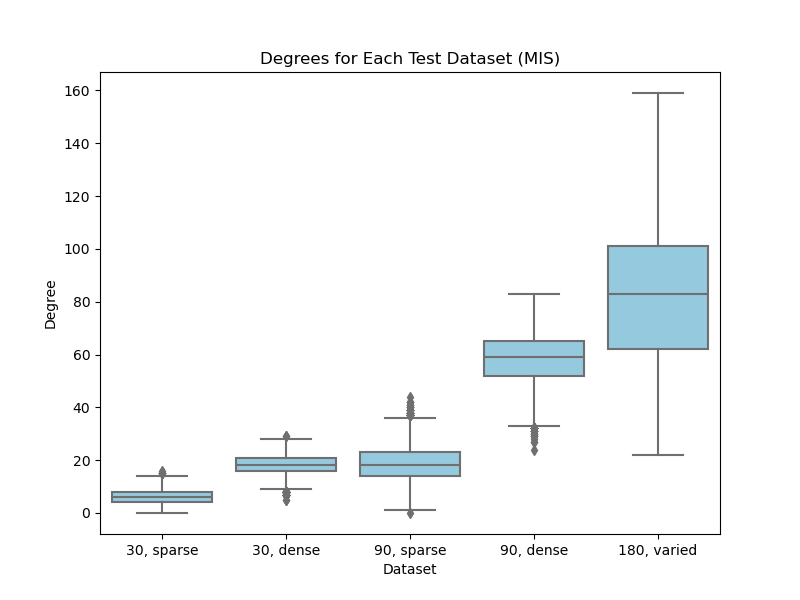 Degrees for Each Test Dataset (MIS)
160
140
120
100
80
60
40
20
0
Degree
30, sparse
30, dense
90, sparse
90, dense
180, varied
Dataset